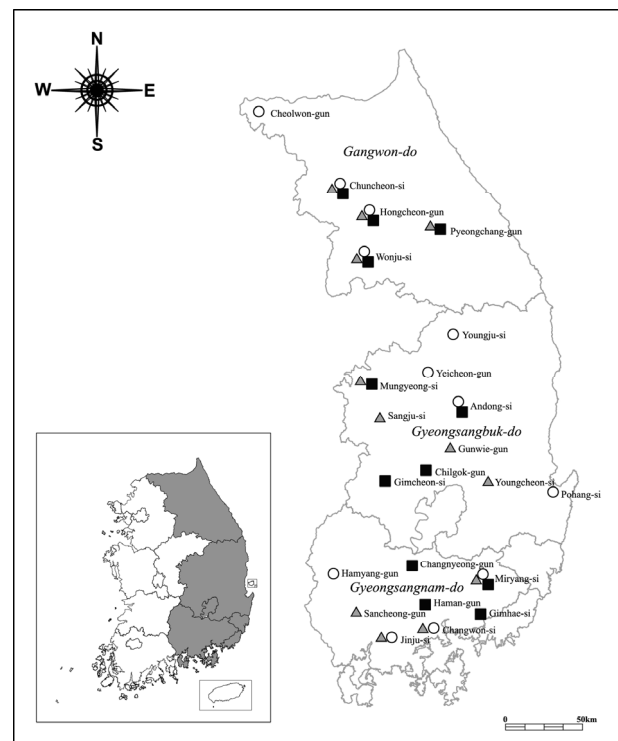 N
W E
S
Cheolwon-gun
Gangwon-do
Chuncheon-si
Hongcheon-gun
Pyeongchang-gun
Wonju-si
Youngju-si
Yeicheon-gun
Mungyeong-si
Andong-si
Sangju-si
Gyeongsangbuk-do
Gunwie-gun
Chilgok-gun
Gimcheon-si
Youngcheon-si
Pohang-si
Changnyeong-gun
Hamyang-gun
Miryang-si
Gyeongsangnam-do
Haman-gun
Sancheong-gun
Gimhae-si
Changwon-si
Jinju-si
0 50km